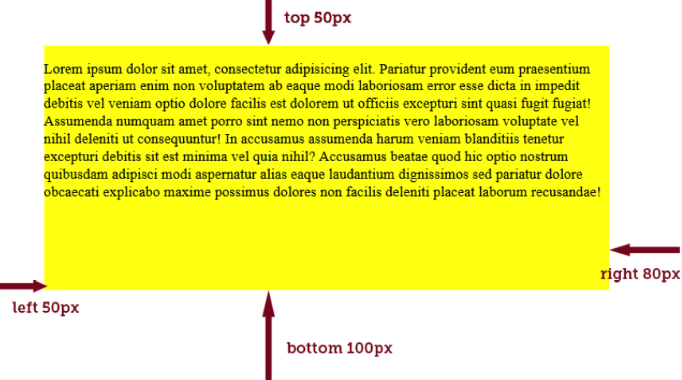 top 50px
Lorem ipsum dolor sit amet, consectetur adipisicing elit. Pariatur provident eum praesentium
placeat aperiam enim non voluptatem ab eaque modi laboriosam error esse dicta in impedit
debitis vel veniam optio dolore facilis est dolorem ut officiis excepturi sint quasi fugit fugiat!
Assumenda numquam amet porro sint nemo non perspiciatis vero laboriosam voluptate vel
nihil deleniti ut consequuntur! In accusamus assumenda harum veniam blanditiis tenetur
excepturi debitis sit est minima vel quia nihil? Accusamus beatae quod hic optio nostrum
quibusdam adipisci modi aspernatur alias eaque laudantium dignissimos sed pariatur dolore
obcaecati explicabo maxime possimus dolores non facilis deleniti placeat laborum recusandae!
right 80px
left 50px
bottom 100px